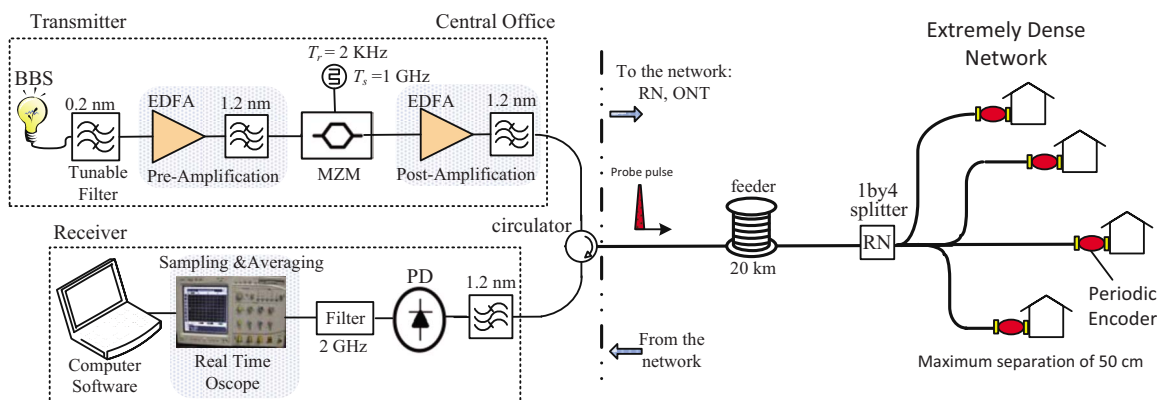 Transmitter
Central Office
BBS
0.2 nm
Tunable
Filter
EDFA
1.2 nm
Pre-Amplification
Tr = 2 KHz
Ts =1 GHz
MZM
EDFA
1.2 nm
Post-Amplification
circulator
Receiver
Computer
Software
Sampling &Averaging
Real Time
Oscope
Filter
2 GHz
PD
1.2 nm
To the network:
RN, ONT
Probe pulse
From the
network
feeder
20 km
1by4
splitter
RN
Extremely Dense
Network
Periodic
Encoder
Maximum separation of 50 cm